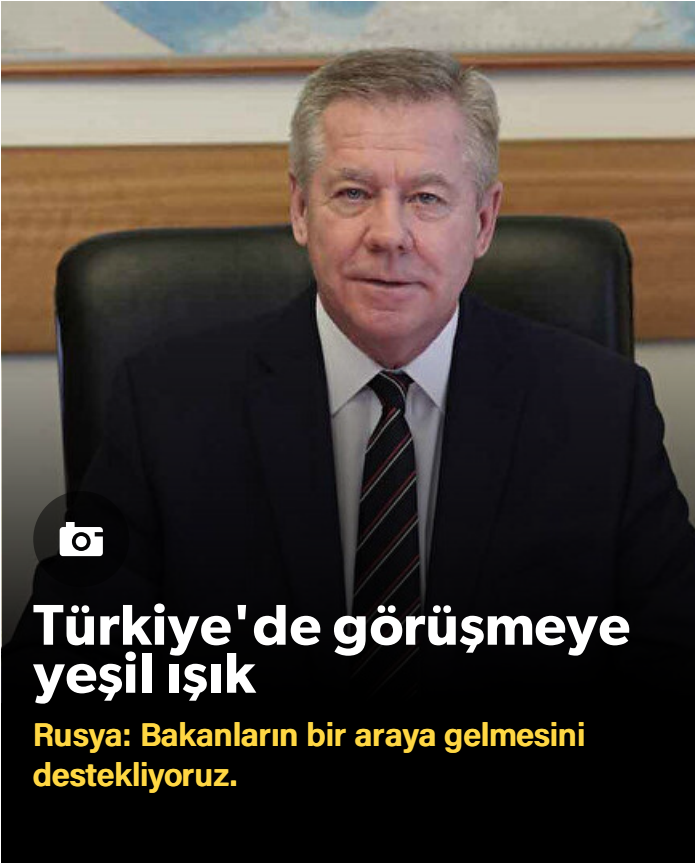 Türkiye'de görüşmeye
yeşil ışık
Rusya: Bakanların bir araya gelmesini
destekliyoruz.